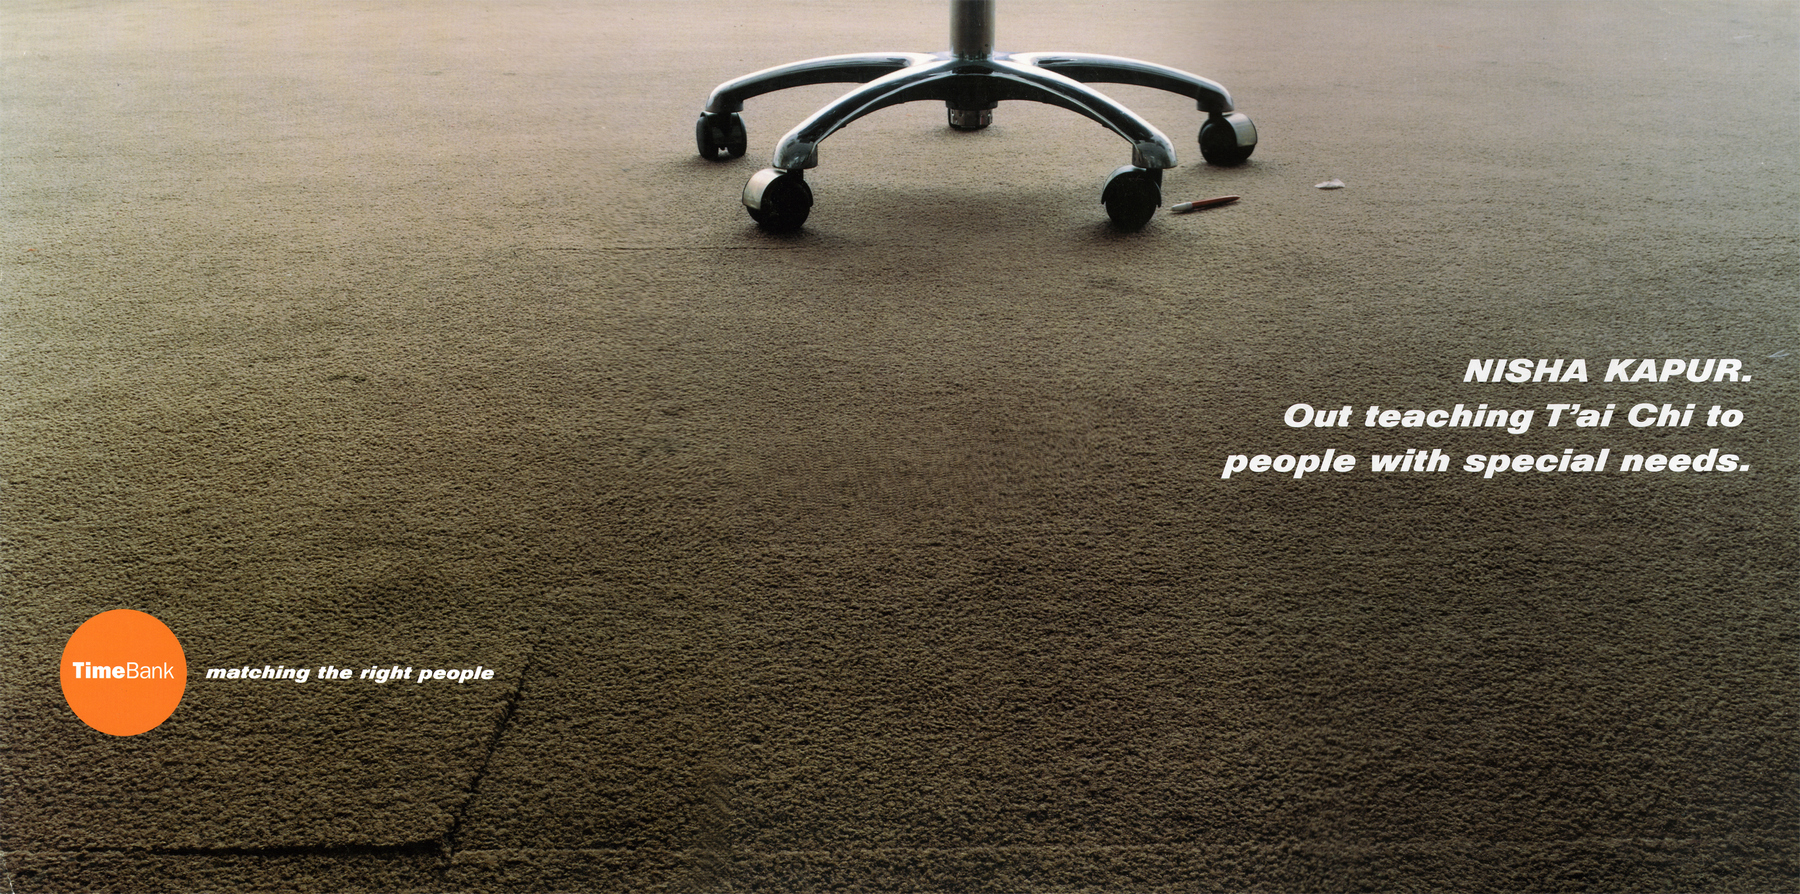 NISHA KAPUR.
Out teaching T’ai Chi to
people with special needs.
TimeBank
matching the right people